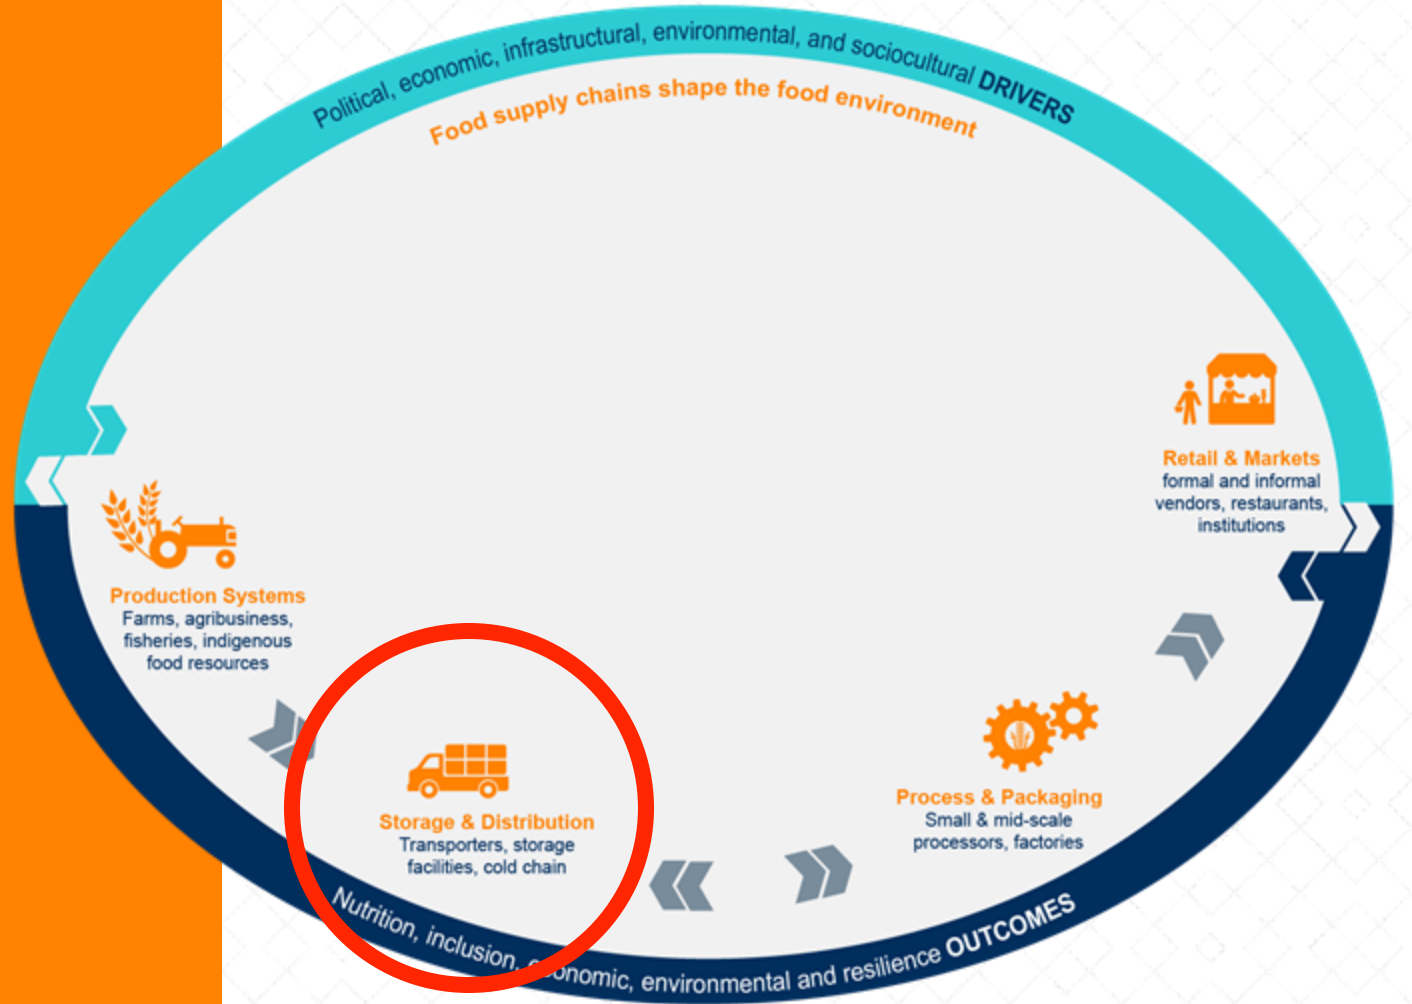 Political, economic, infrastructural, environmental, and sociocultural DRIVERS
Food supply chains shape the food environment
Retail & Markets
formal and informal
vendors, restaurants,
institutions
Production Systems
Farms, agribusiness,
fisheries, indigenous
food resources
Storage & Distribution
Transporters, storage
facilities, cold chain
Process & Packaging
Small & mid-scale
processors, factories
Nutrition, inclusion, economic, environmental and resilience OUTCOMES